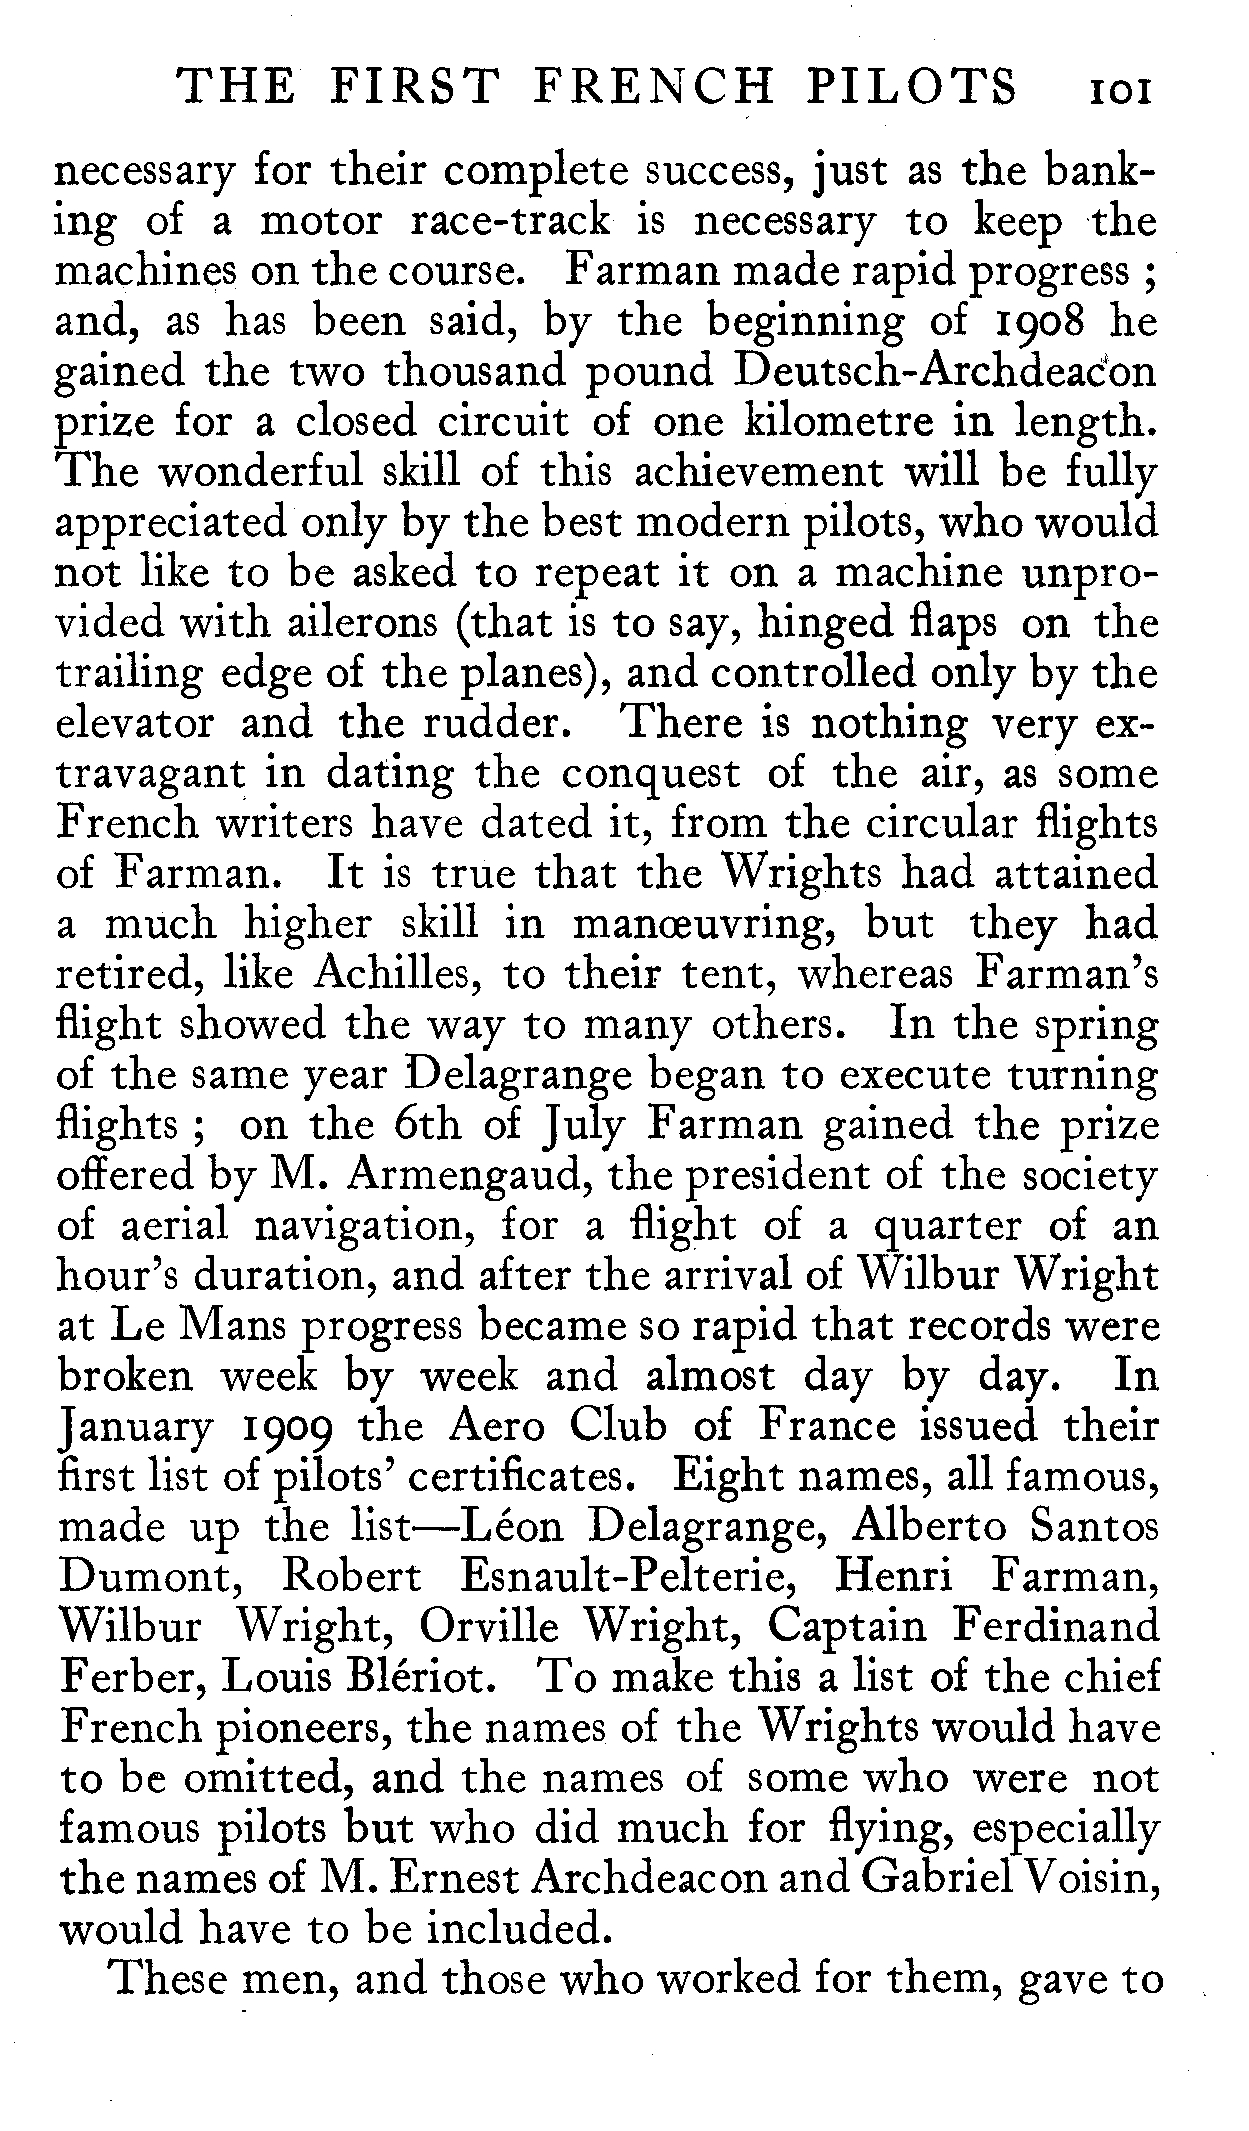 THE FIRST FRENCH PILOTS 101
necessary for their complete success, just as the bank-
ing of a motor race-track is necessary to keep the
machines on the course. Farman made rapid progress ;
and, as has been said, by the beginning of 1908 he
gained the two thousand pound Deutsch-Archdeacon
prize for a closed circuit of one kilometre in length.
The wonderful skill of this achievement will be fully
appreciated only by the best modern pilots, who would
not like to be asked to repeat it on a machine unpro-
vided with ailerons (that is to say, hinged flaps on the
trailing edge of the planes), and controlled only by the
elevator and the rudder. There is nothing very ex-
travagant in dating the conquest of the air, as some
French writers have dated it, from the circular flights
of Farman. It is true that the Wrights had attained
a much higher skill in manœuvring, but they had
retired, like Achilles, to their tent, whereas Farman's
flight showed the way to many others. In the spring
of the same year Delagrange began to execute turning
flights ; on the 6th of July Farman gained the prize
offered by M. Armengaud, the president of the society
of aerial navigation, for a flight of a quarter of an
hour's duration, and after the arrival of Wilbur Wright
at Le Mans progress became so rapid that records were
broken week by week and almost day by day. In
January 1909 the Aero Club of France issued their
first list of pilots' certificates. Eight names, all famous,
made up the list—Léon Delagrange, Alberto Santos
Dumont, Robert Esnault-Pelterie, Henri Farman,
Wilbur Wright, Orville Wright, Captain Ferdinand
Ferber, Louis Blériot. To make this a list of the chief
French pioneers, the names of the Wrights would have
to be omitted, and the names of some who were not
famous pilots but who did much for flying, especially
the names of M. Ernest Archdeacon and Gabriel Voisin,
would have to be included.
These men, and those who worked for them, gave to